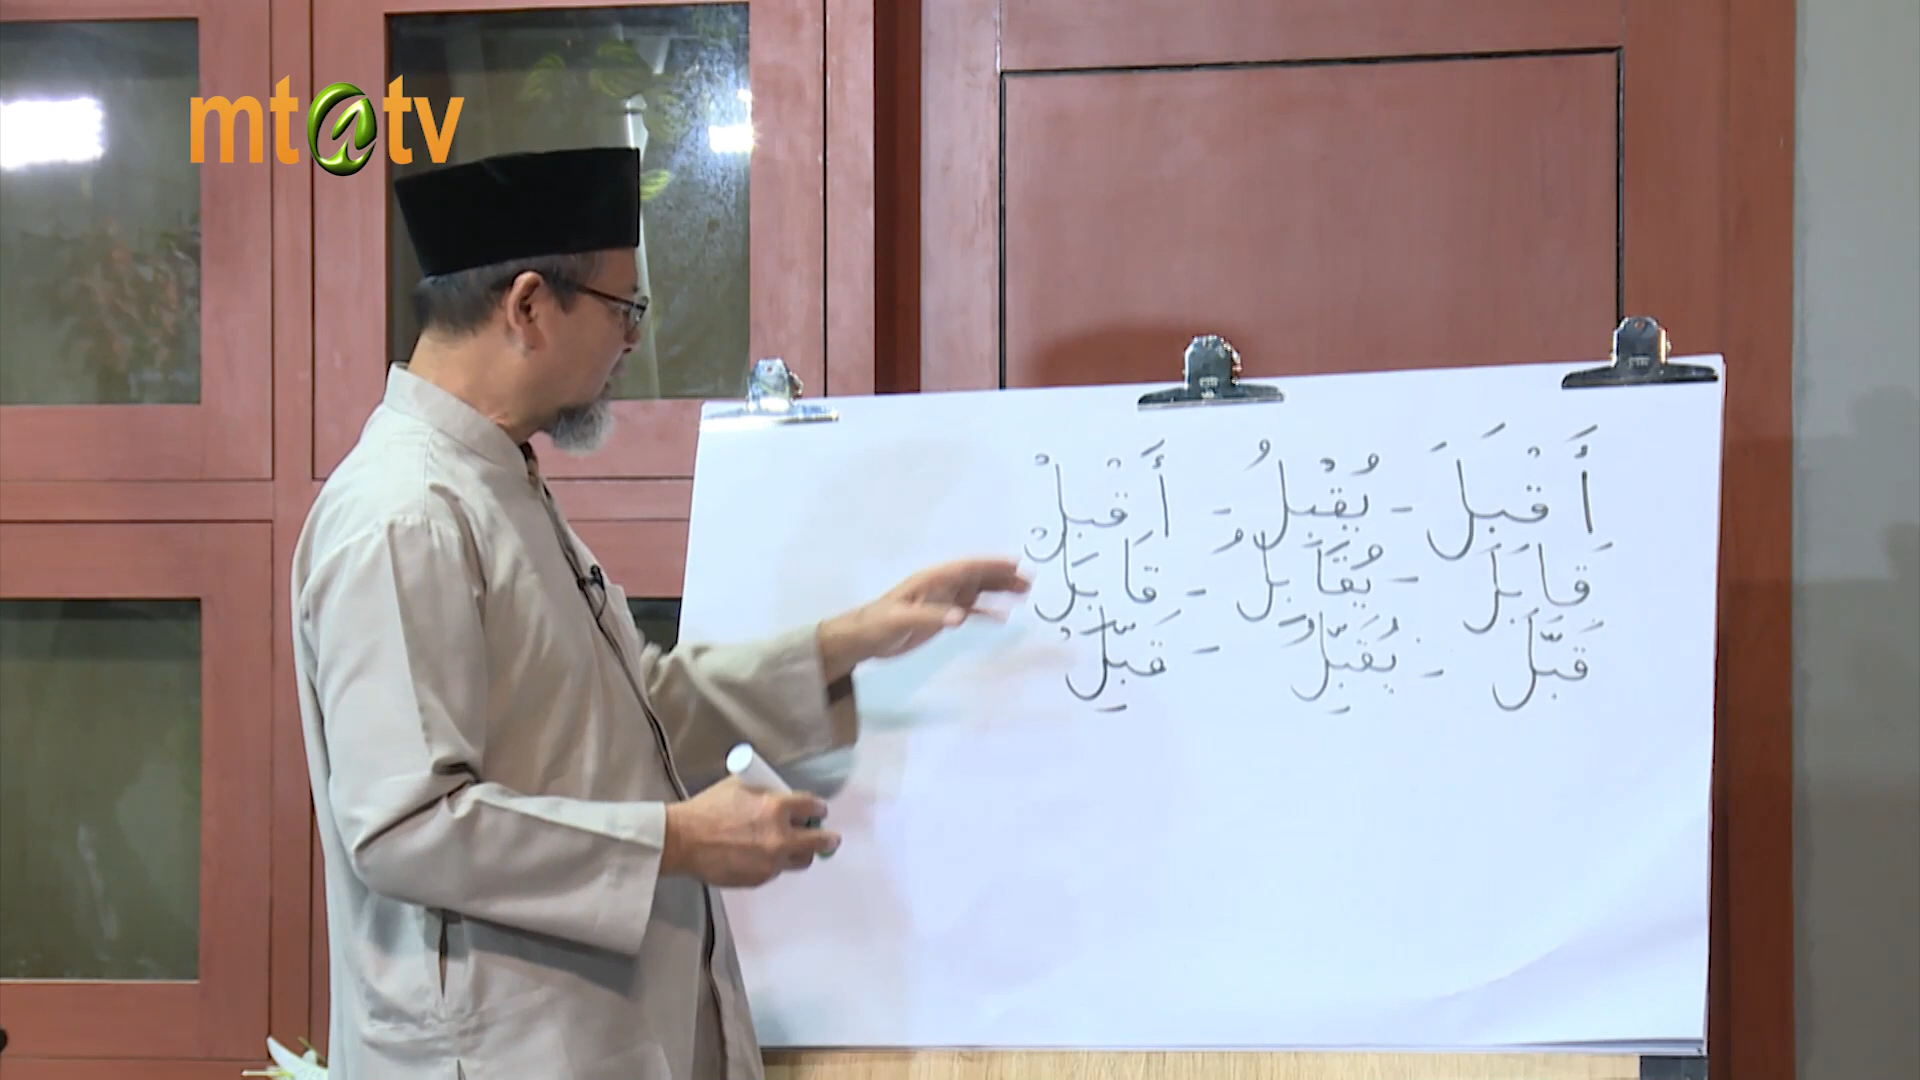 mt@tv
أَقْبَلَ - يُقْبِلُ - أَقْبِلْ
قَابَلَ - يُقَابِلُ - قَابِلْ
قَبَّلَ - يُقَبِّلُ - قَبِّلْ